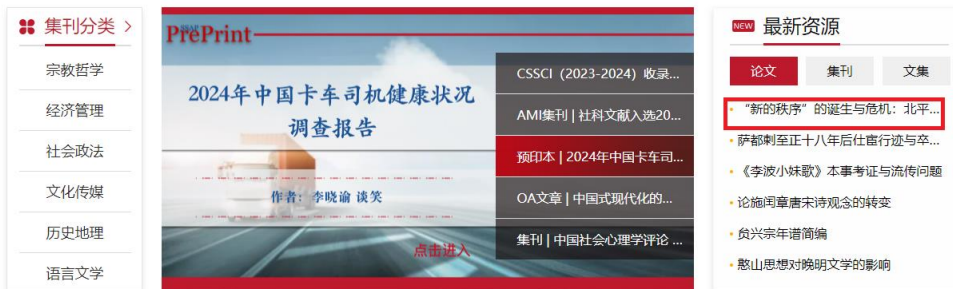 集刊分类 >
宗教哲学
经济管理
社会政法
文化传媒
历史地理
语言文学
PrePrint
2024年中国卡车司机健康状况
调查报告
作者：李晓谕 谈笑
点击进入
CSSCI（2023-2024）收录...
AMI集刊 | 社科文献入选20...
预印本 | 2024年中国卡车司...
OA文章 | 中国式现代化的...
集刊 | 中国社会心理学评论 ...
NEW 最新资源
论文 集刊 文集
“新的秩序”的诞生与危机：北平...
萨都剌至正十八年后仕宦行迹与卒...
《李波小妹歌》本事考证与流传问题
论施闰章唐宋诗观念的转变
贠兴宗年谱简编
憨山思想对晚明文学的影响